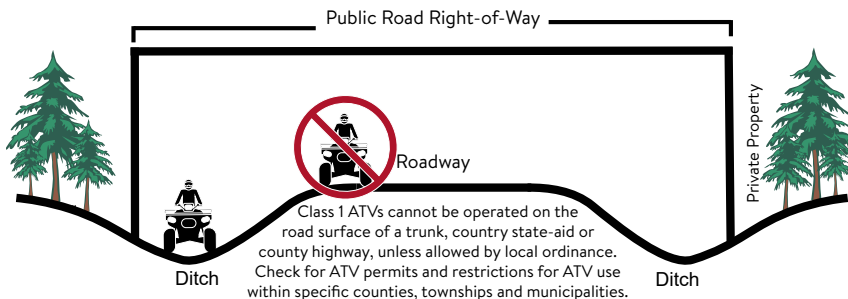 Public Road Right-of-Way
Private Property
Roadway
Class 1 ATVs cannot be operated on the
road surface of a trunk, country state-aid or
county highway, unless allowed by local ordinance.
Check for ATV permits and restrictions for ATV use
within specific counties, townships and municipalities.
Ditch
Ditch